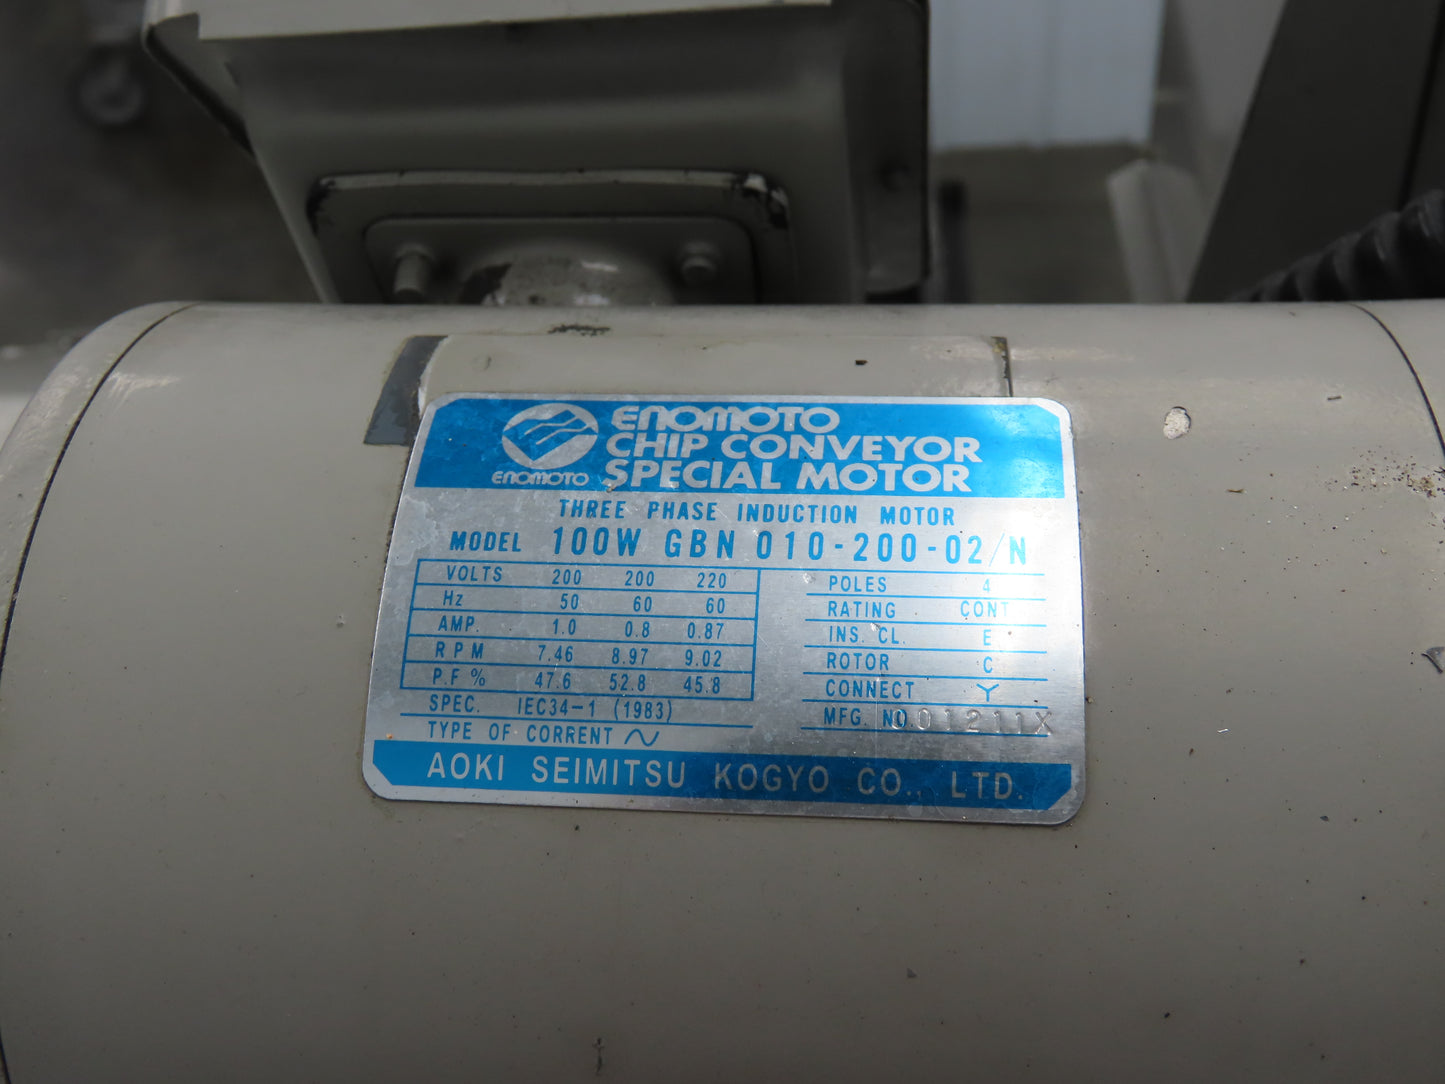 ENOMOTO
CHIP CONVEYOR
ENOMOTO SPECIAL MOTOR
THREE PHASE INDUCTION MOTOR
MODEL 100W GBN 010-200-02/N
VOLTS 200 200 220
Hz 50 60 60
AMP. 1.0 0.8 0.87
RPM 7.46 8.97 9.02
P.F % 47.6 52.8 45.8
SPEC. IEC34-1 (1983)
TYPE OF CORRENT ~
POLES 4
RATING CONT
INS. CL. E
ROTOR C
CONNECT Y
MFG. NO. 001211X
AOKI SEIMITSU KOGYO CO., LTD.